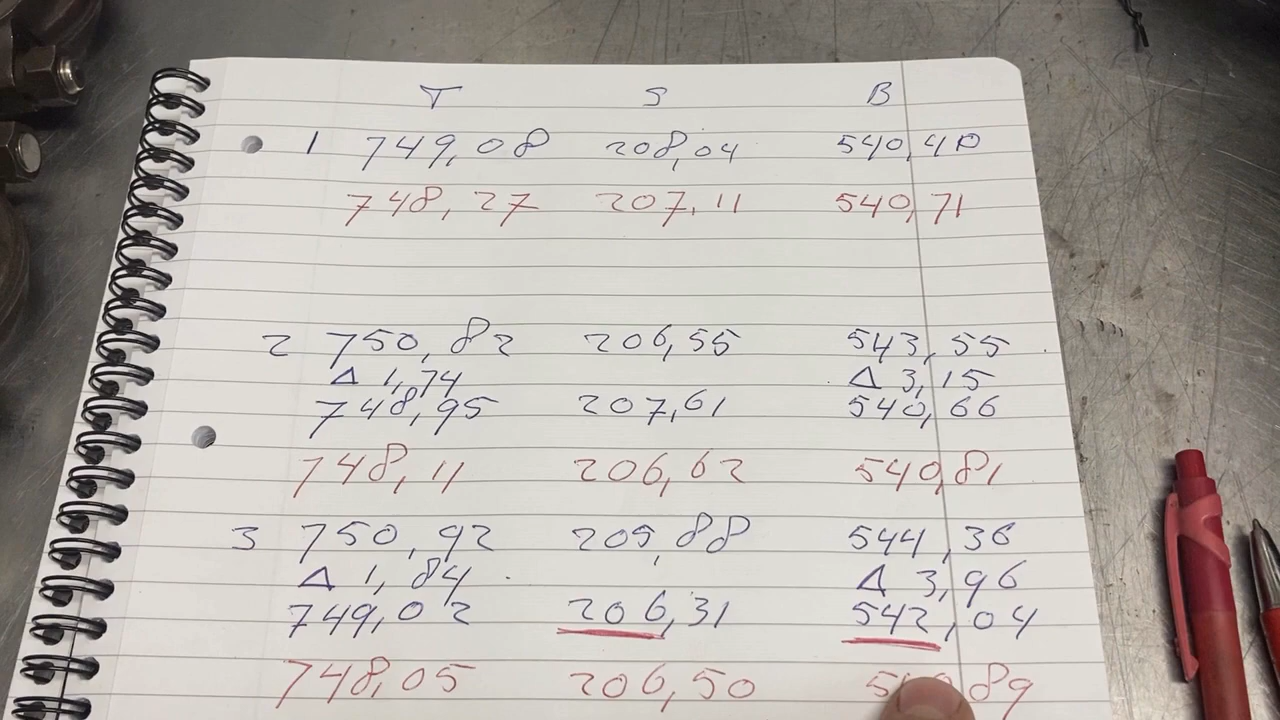 T S B
1 749,08 208,04 540,40
748,27 207,11 540,71
2 750,82 206,55 543,55
Δ 1,74 Δ 3,15
748,95 207,61 540,66
748,11 206,62 540,81
3 750,92 205,88 544,36
Δ 1,84 Δ 3,96
749,02 206,31 542,04
748,05 206,50